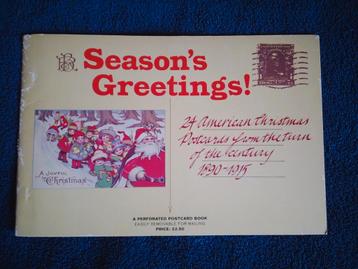 Season's
Greetings!
24 American Christmas
Postcards from the turn
of the century
1890-1915
A Joyful
Christmas
A PERFORATED POSTCARD BOOK
EASILY REMOVABLE FOR MAILING
PRICE: £2.50